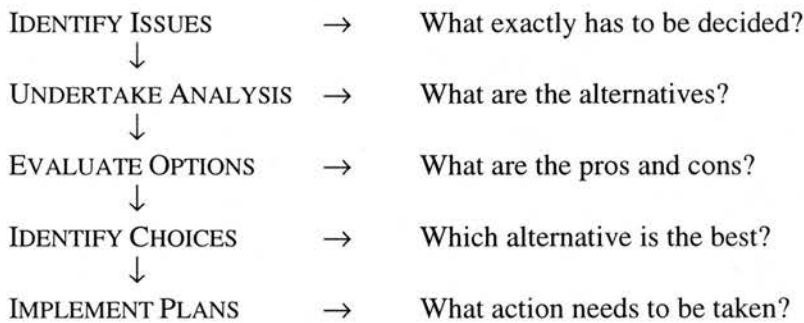 IDENTIFY ISSUES → What exactly has to be decided?
↓
UNDERTAKE ANALYSIS → What are the alternatives?
↓
EVALUATE OPTIONS → What are the pros and cons?
↓
IDENTIFY CHOICES → Which alternative is the best?
↓
IMPLEMENT PLANS → What action needs to be taken?